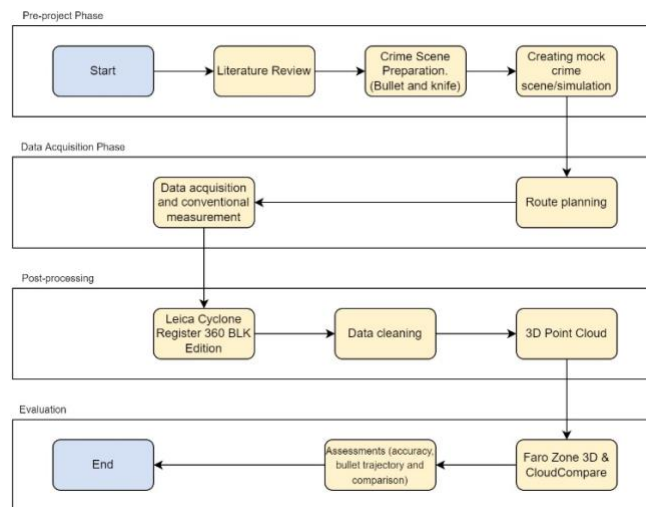 Pre-project Phase
Start
Literature Review
Crime Scene
Preparation.
(Bullet and knife)
Creating mock
crime
scene/simulation
Data Acquisition Phase
Data acquisition
and conventional
measurement
Route planning
Post-processing
Leica Cyclone
Register 360 BLK
Edition
Data cleaning
3D Point Cloud
Evaluation
End
Assessments (accuracy,
bullet trajectory and
comparison)
Faro Zone 3D &
CloudCompare